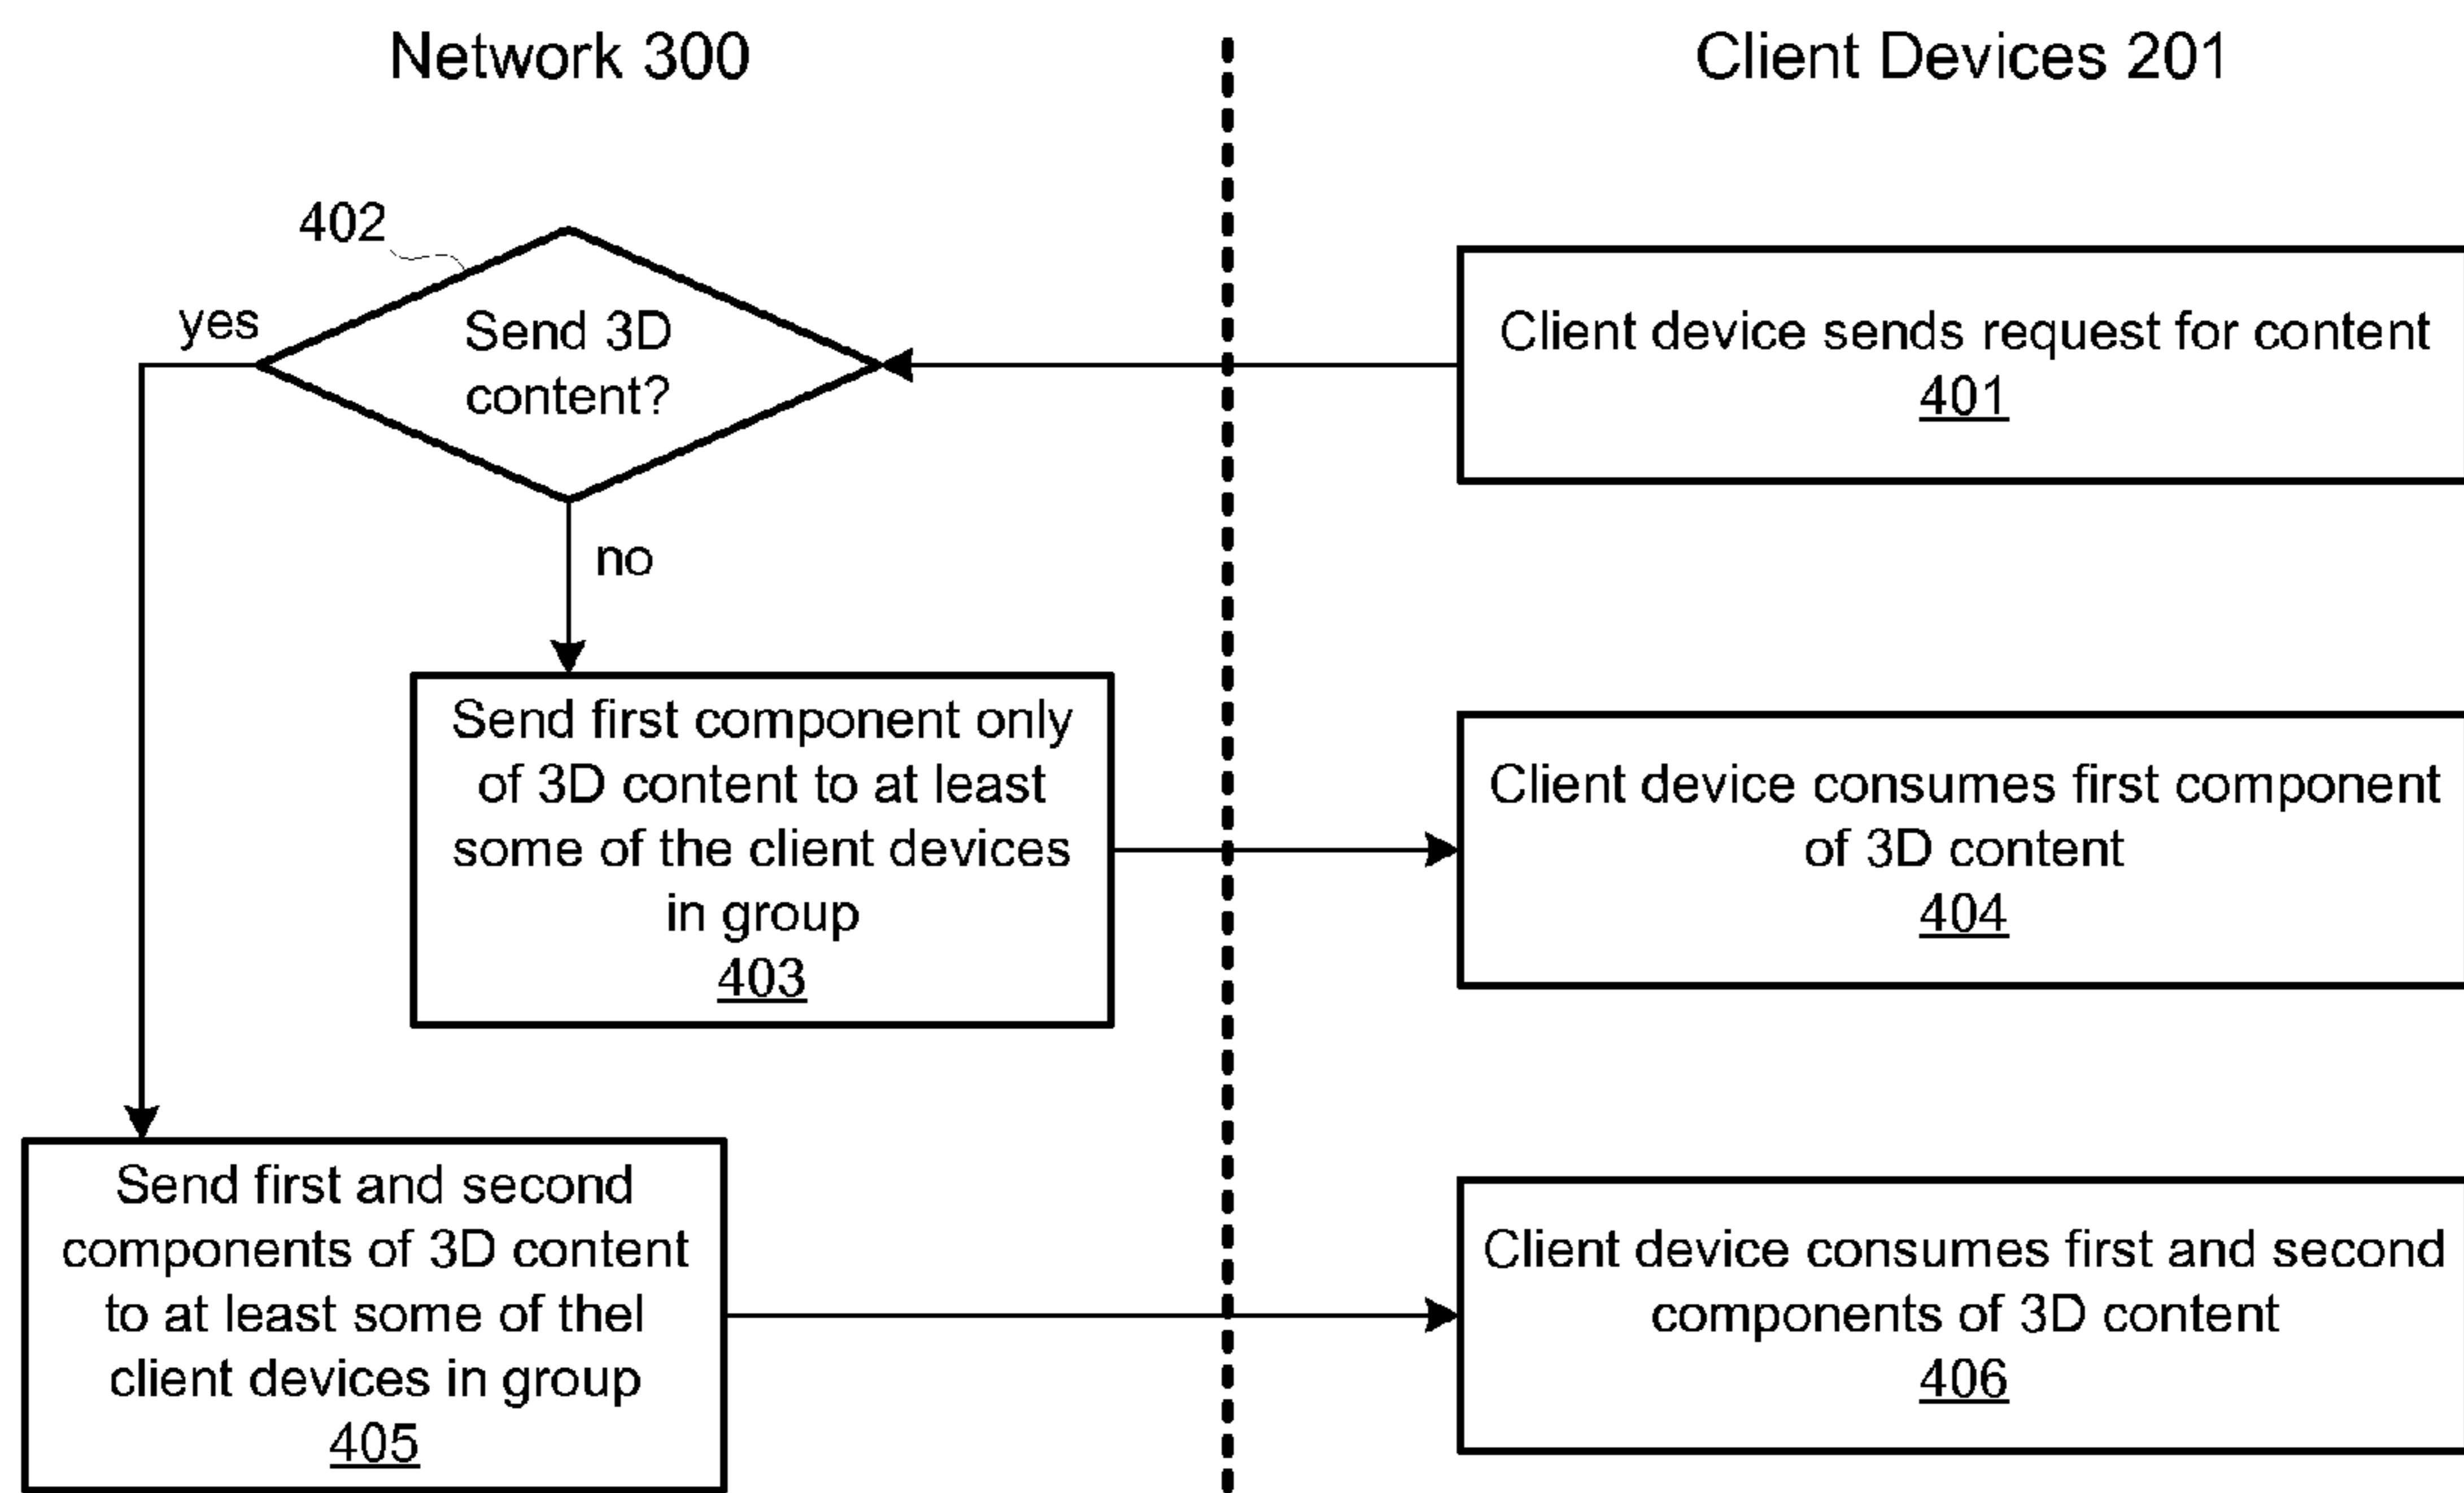 Network 300
Client Devices 201
402
yes
Send 3D
content?
Client device sends request for content
401
no
Send first component only
of 3D content to at least
some of the client devices
in group
403
Client device consumes first component
of 3D content
404
Send first and second
components of 3D content
to at least some of thel
client devices in group
405
Client device consumes first and second
components of 3D content
406